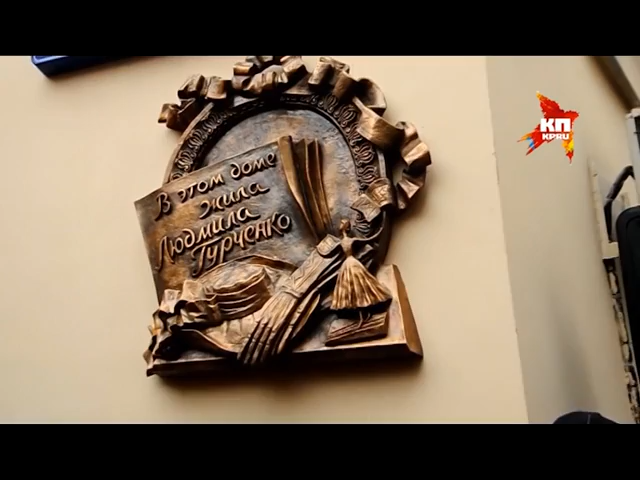 В этом доме
жила
Людмила
Гурченко
КП
KP.RU